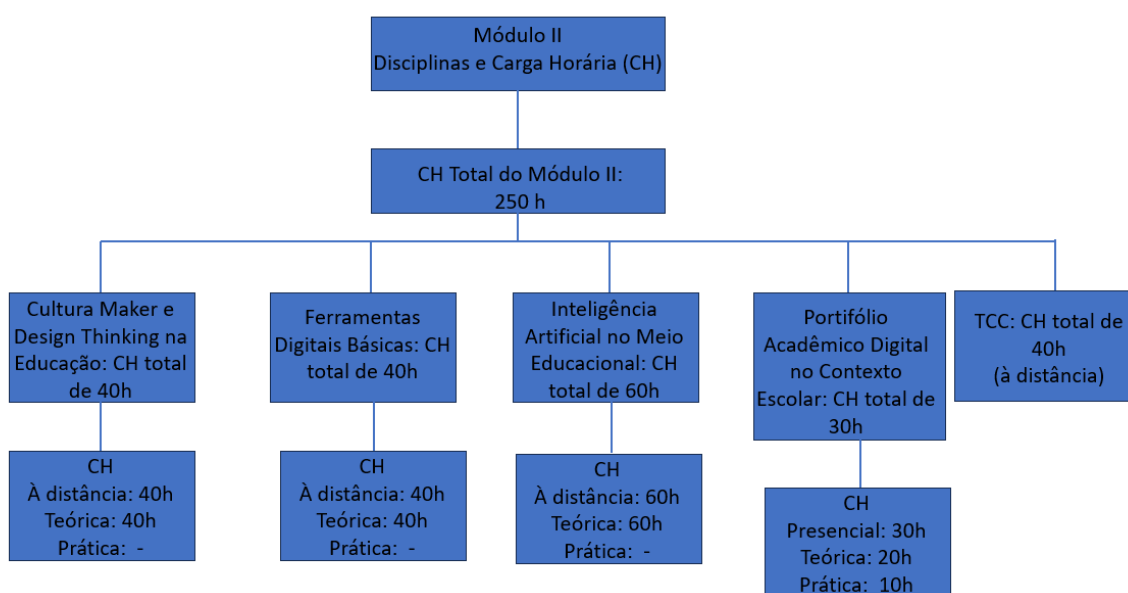 Módulo II
Disciplinas e Carga Horária (CH)
CH Total do Módulo II:
250 h
Cultura Maker e
Design Thinking na
Educação: CH total
de 40h
Ferramentas
Digitais Básicas: CH
total de 40h
Inteligência
Artificial no Meio
Educacional: CH
total de 60h
Portifólio
Acadêmico Digital
no Contexto
Escolar: CH total de
30h
TCC: CH total de
40h
(à distância)
CH
À distância: 40h
Teórica: 40h
Prática: -
CH
À distância: 40h
Teórica: 40h
Prática: -
CH
À distância: 60h
Teórica: 60h
Prática: -
CH
Presencial: 30h
Teórica: 20h
Prática: 10h